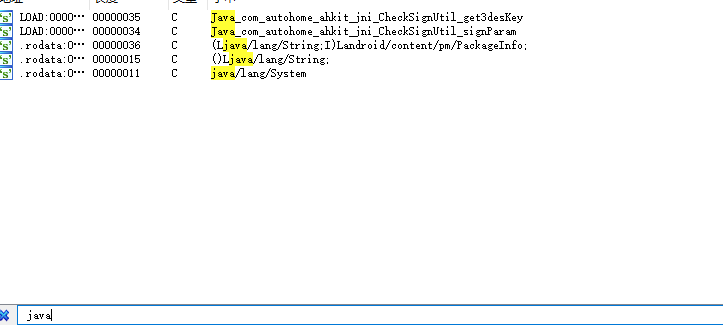 LOAD:0000… 00000035 C Java_com_autohome_ahkit_jni_CheckSignUtil_get3desKey
LOAD:0000… 00000034 C Java_com_autohome_ahkit_jni_CheckSignUtil_signParam
.rodata:0… 00000036 C (Ljava/lang/String;I)Landroid/content/pm/PackageInfo;
.rodata:0… 00000015 C ()Ljava/lang/String;
.rodata:0… 00000011 C java/lang/System
java